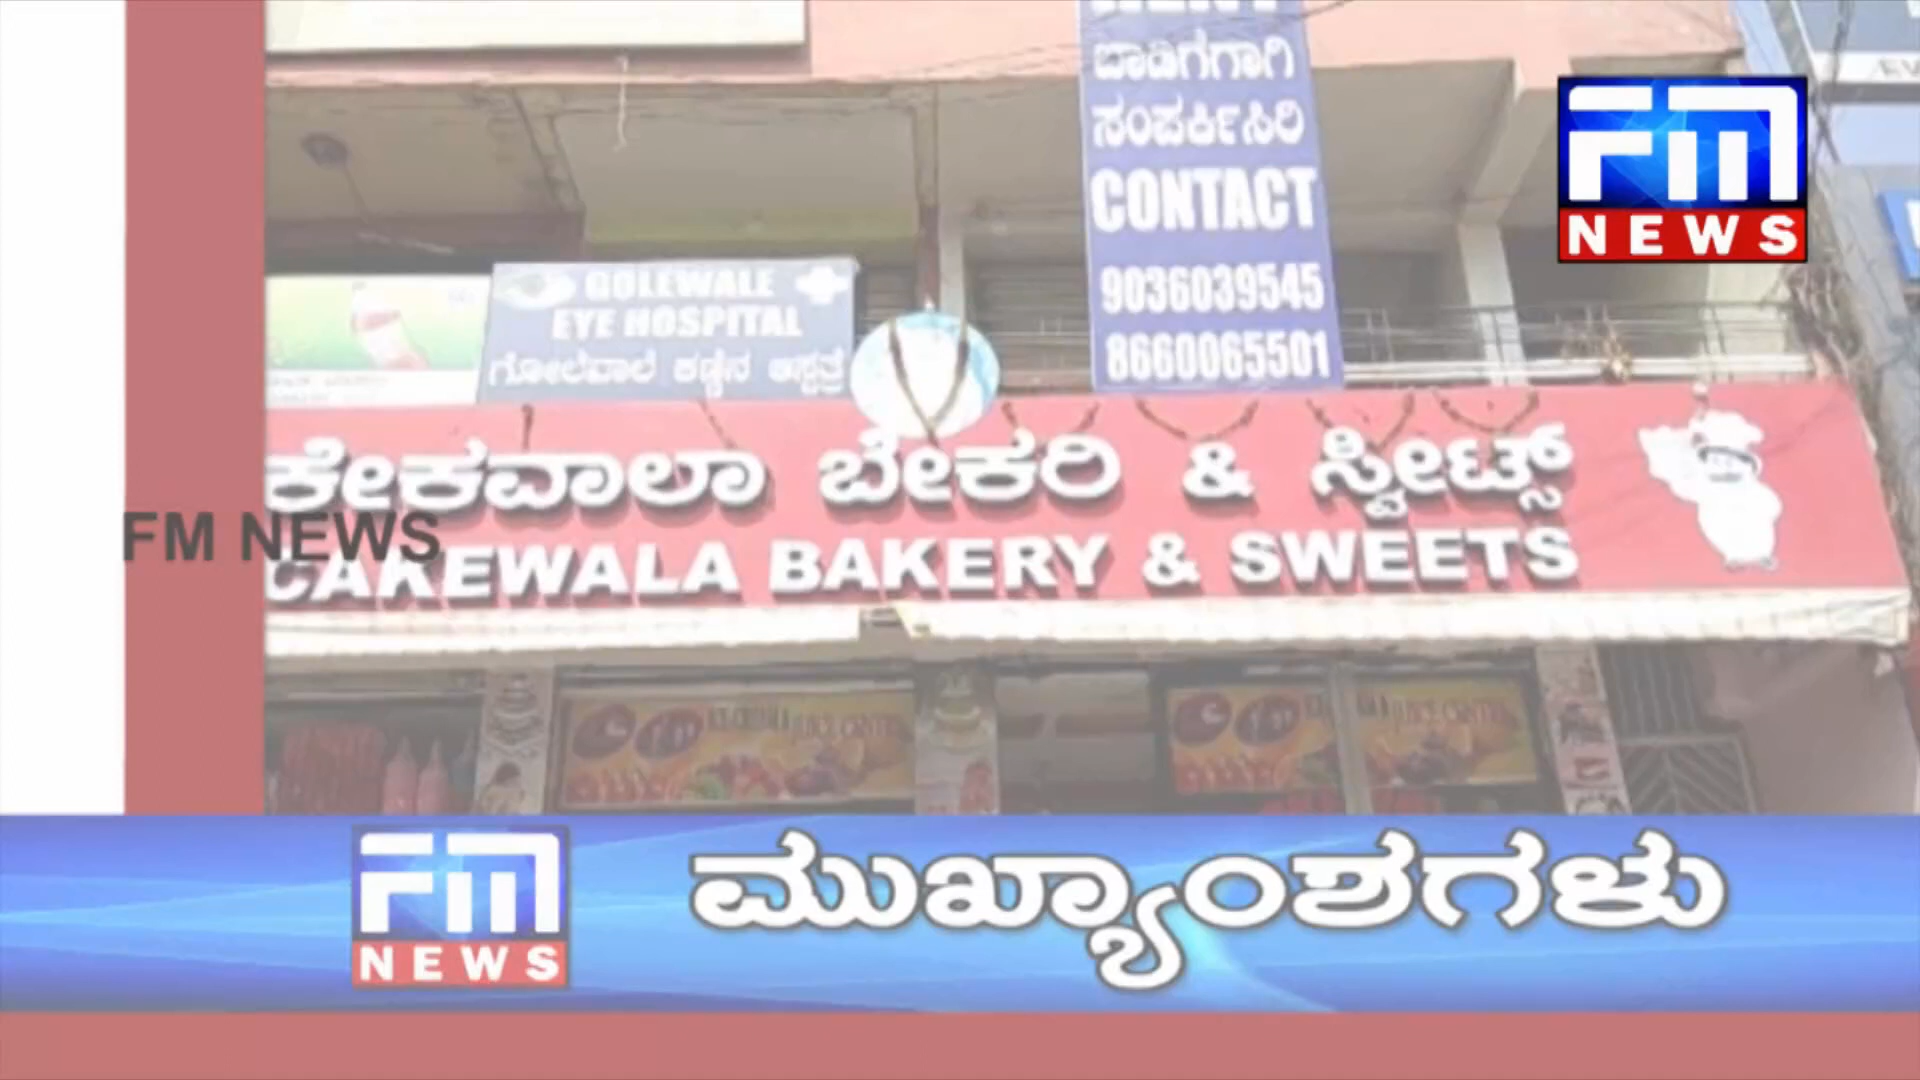 RENT
ಬಾಡಿಗೆಗಾಗಿ
ಸಂಪರ್ಕಿಸಿರಿ
CONTACT
9036039545
8660065501
FM
NEWS
GOLEWALE
EYE HOSPITAL
ಗೋಲೆವಾಲೆ ಕಣ್ಣಿನ ಆಸ್ಪತ್ರೆ
ಕೇಕವಾಲಾ ಬೇಕರಿ & ಸ್ವೀಟ್ಸ್
FM NEWS
CAKEWALA BAKERY & SWEETS
FM
NEWS
ಮುಖ್ಯಾಂಶಗಳು